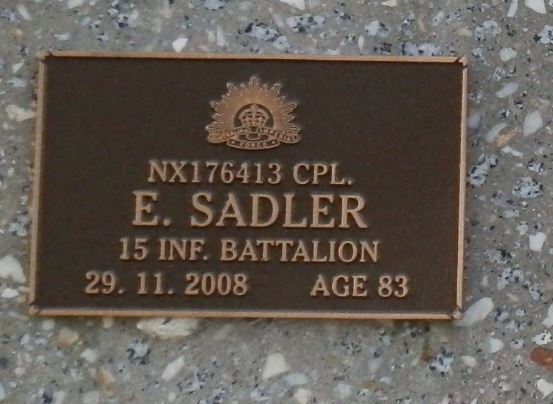 NX176413 CPL.
E. SADLER
15 INF. BATTALION
29. 11. 2008 AGE 83